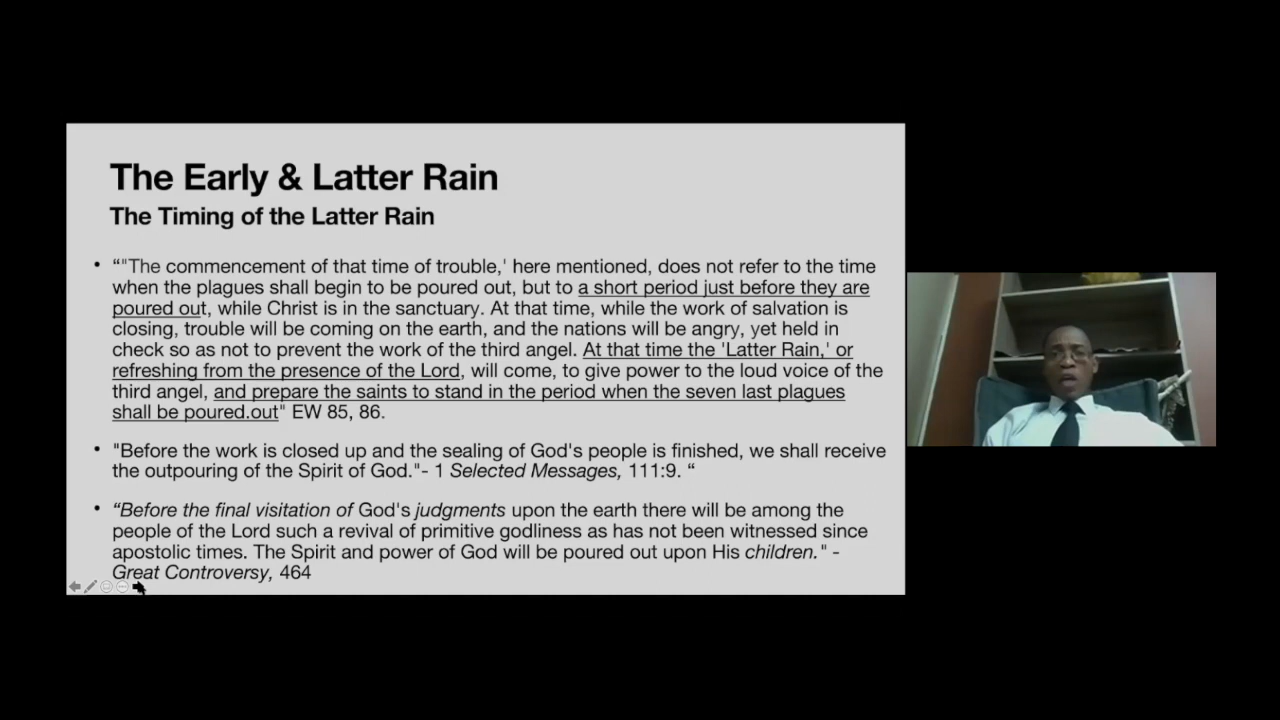 The Early & Latter Rain
The Timing of the Latter Rain
• “"The commencement of that time of trouble,' here mentioned, does not refer to the time
when the plagues shall begin to be poured out, but to a short period just before they are
poured out, while Christ is in the sanctuary. At that time, while the work of salvation is
closing, trouble will be coming on the earth, and the nations will be angry, yet held in
check so as not to prevent the work of the third angel. At that time the 'Latter Rain,' or
refreshing from the presence of the Lord, will come, to give power to the loud voice of the
third angel, and prepare the saints to stand in the period when the seven last plagues
shall be poured.out" EW 85, 86.
• "Before the work is closed up and the sealing of God's people is finished, we shall receive
the outpouring of the Spirit of God."- 1 Selected Messages, 111:9. “
• “Before the final visitation of God's judgments upon the earth there will be among the
people of the Lord such a revival of primitive godliness as has not been witnessed since
apostolic times. The Spirit and power of God will be poured out upon His children." -
Great Controversy, 464